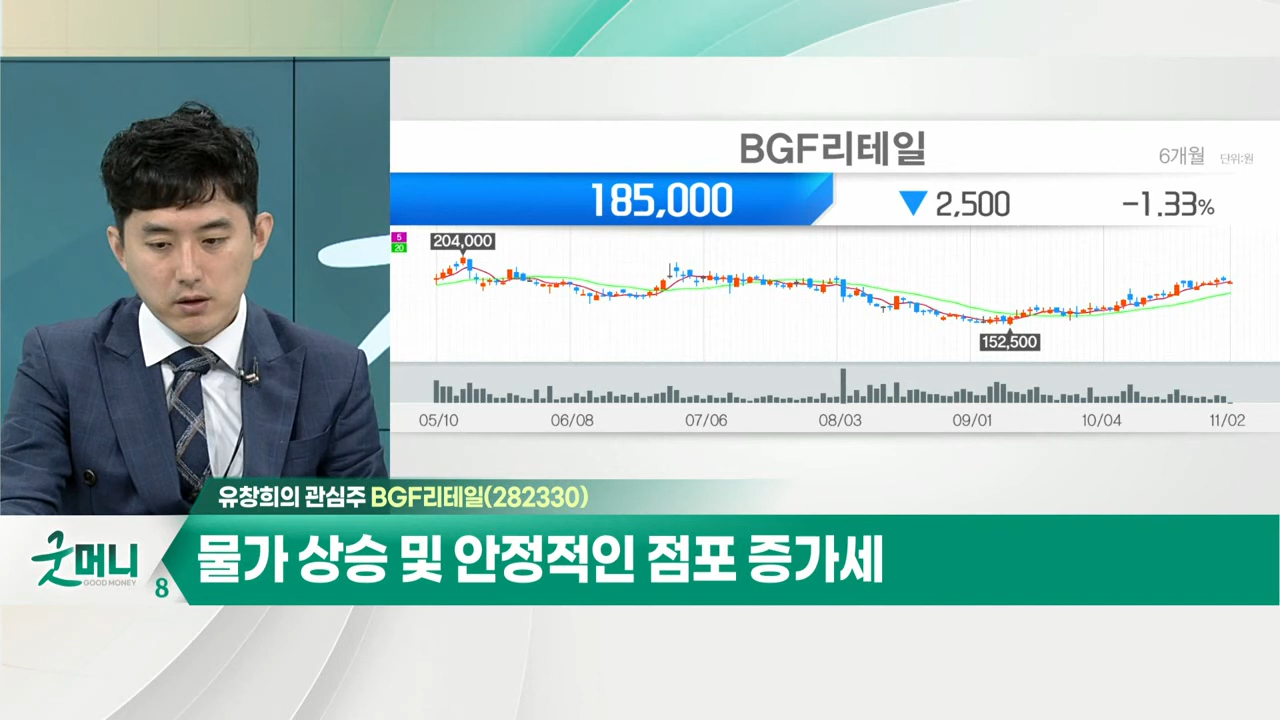 BGF리테일
6개월 단위:원
185,000 ▼ 2,500 -1.33%
5
20
204,000
152,500
05/10 06/08 07/06 08/03 09/01 10/04 11/02
유창희의 관심주 BGF리테일(282330)
굿머니
GOOD MONEY
8
물가 상승 및 안정적인 점포 증가세